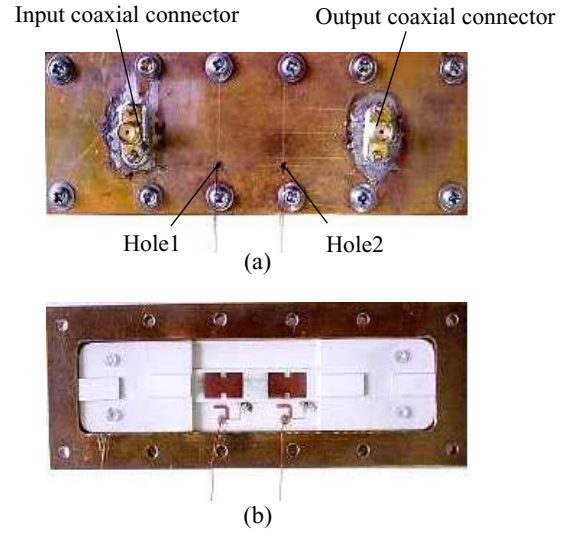 Input coaxial connector
Output coaxial connector
Hole1
Hole2
(a)
(b)